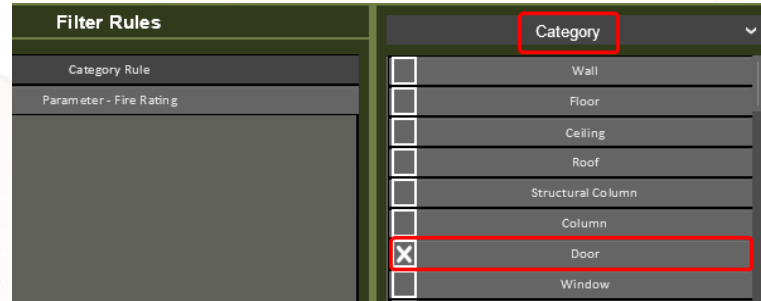 Filter Rules
Category Rule
Parameter - Fire Rating
Category
Wall
Floor
Ceiling
Roof
Structural Column
Column
Door
Window